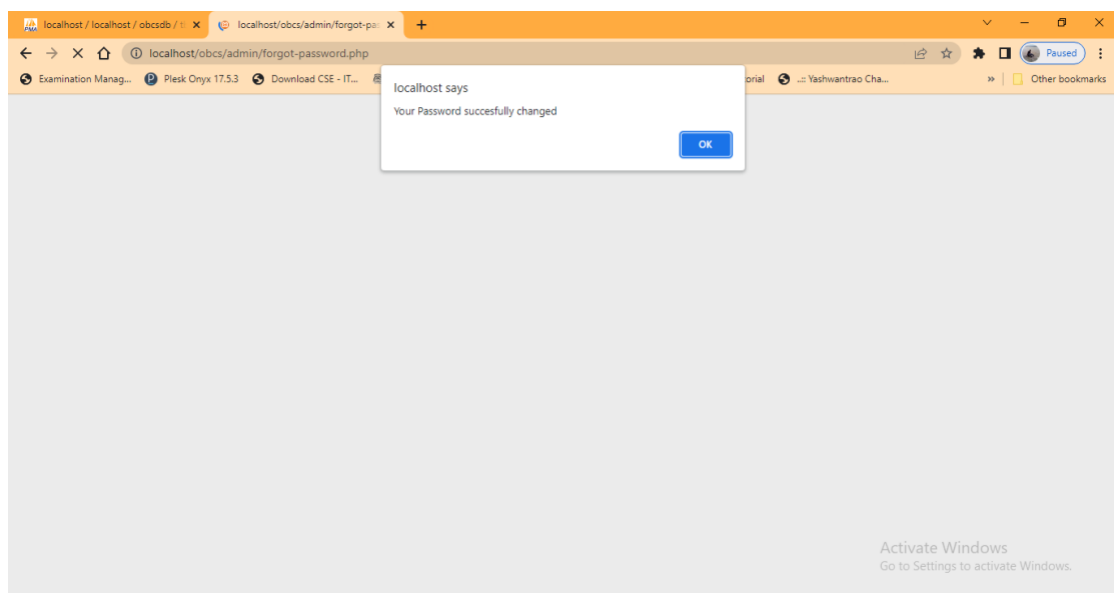 localhost / localhost / obcsdb / t
localhost/obcs/admin/forgot-pas
localhost/obcs/admin/forgot-password.php
Paused
Examination Manag... Plesk Onyx 17.5.3 Download CSE - IT... orial ..:: Yashwantrao Cha... » Other bookmarks
localhost says
Your Password succesfully changed
OK
Activate Windows
Go to Settings to activate Windows.